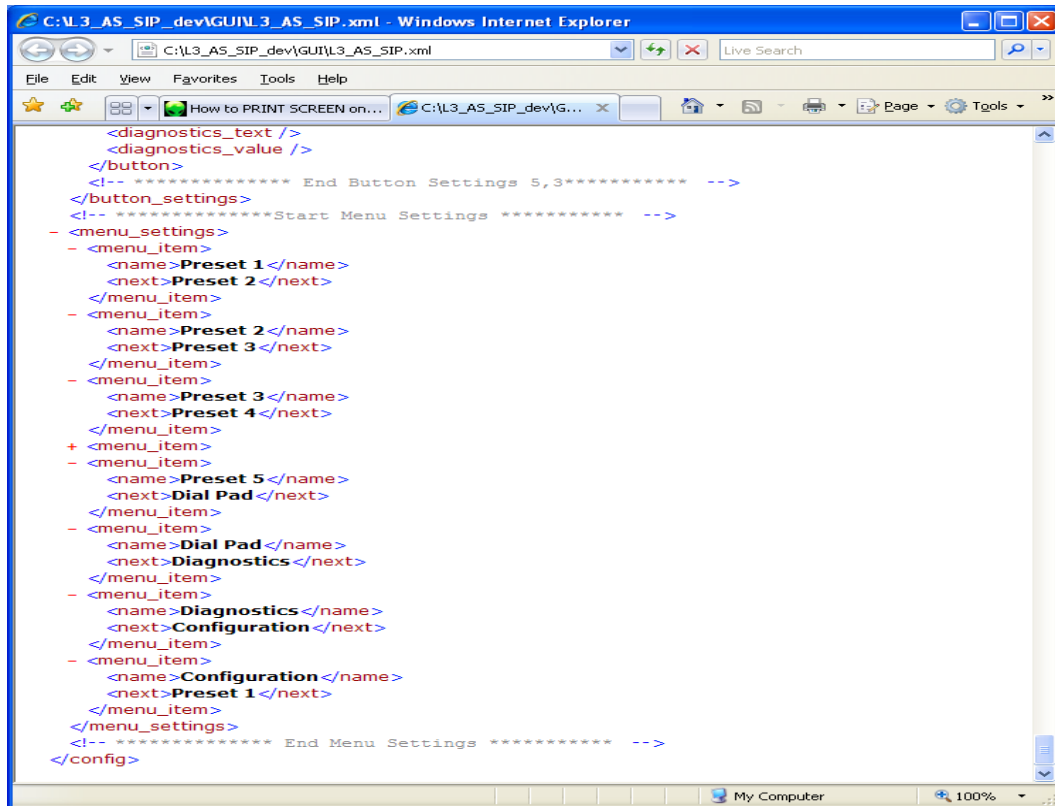 C:\L3_AS_SIP_dev\GUI\L3_AS_SIP.xml - Windows Internet Explorer
C:\L3_AS_SIP_dev\GUI\L3_AS_SIP.xml
Live Search
File Edit View Favorites Tools Help
How to PRINT SCREEN on... C:\L3_AS_SIP_dev\G... Page Tools »
<diagnostics_text />
<diagnostics_value />
</button>
<!-- ************** End Button Settings 5,3*********** -->
</button_settings>
<!-- **************Start Menu Settings *********** -->
- <menu_settings>
- <menu_item>
<name>Preset 1</name>
<next>Preset 2</next>
</menu_item>
- <menu_item>
<name>Preset 2</name>
<next>Preset 3</next>
</menu_item>
- <menu_item>
<name>Preset 3</name>
<next>Preset 4</next>
</menu_item>
+ <menu_item>
- <menu_item>
<name>Preset 5</name>
<next>Dial Pad</next>
</menu_item>
- <menu_item>
<name>Dial Pad</name>
<next>Diagnostics</next>
</menu_item>
- <menu_item>
<name>Diagnostics</name>
<next>Configuration</next>
</menu_item>
- <menu_item>
<name>Configuration</name>
<next>Preset 1</next>
</menu_item>
</menu_settings>
<!-- ************** End Menu Settings *********** -->
</config>
My Computer 100%